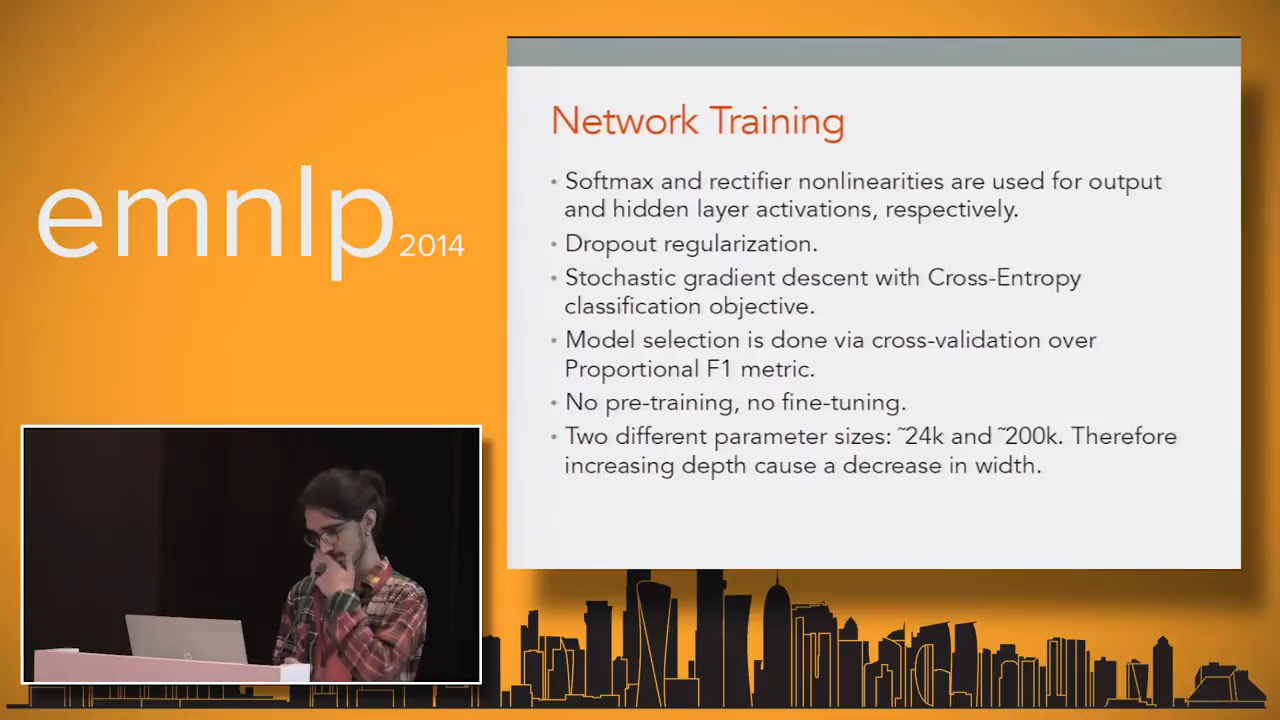 emnlp 2014
Network Training
• Softmax and rectifier nonlinearities are used for output
and hidden layer activations, respectively.
• Dropout regularization.
• Stochastic gradient descent with Cross-Entropy
classification objective.
• Model selection is done via cross-validation over
Proportional F1 metric.
• No pre-training, no fine-tuning.
• Two different parameter sizes: ~24k and ~200k. Therefore
increasing depth cause a decrease in width.